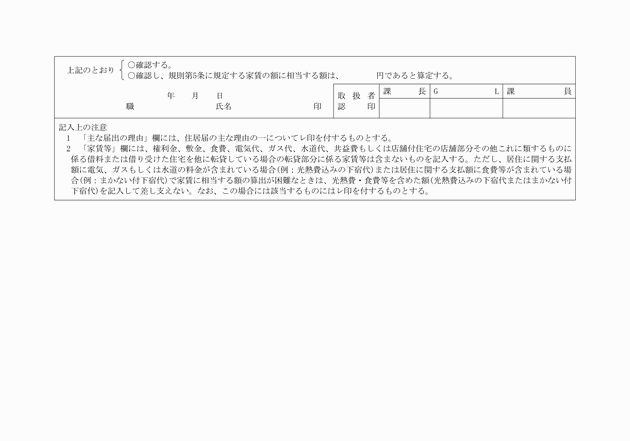 上記のとおり
○確認する。
○確認し、規則第5条に規定する家賃の額に相当する額は、　　　　円であると算定する。
年　　月　　日
職　　　　　　　　　　氏名　　　　　　　　　　印
取扱者認印
課長
GL
課員
記入上の注意
1　「主な届出の理由」欄には、住居届の主な理由の一についてレ印を付するものとする。
2　「家賃等」欄には、権利金、敷金、食費、電気代、ガス代、水道代、共益費もしくは店舗付住宅の店舗部分その他これに類するものに
係る借料または借り受けた住宅を他に転貸している場合の転貸部分に係る家賃等は含まないものを記入する。ただし、居住に関する支払
額に電気、ガスもしくは水道の料金が含まれている場合(例：光熱費込みの下宿代)または居住に関する支払額に食費等が含まれている場
合(例：まかない付下宿代)で家賃に相当する額の算出が困難なときは、光熱費・食費等を含めた額(光熱費込みの下宿代またはまかない付
下宿代)を記入して差し支えない。なお、この場合には該当するものにはレ印を付するものとする。